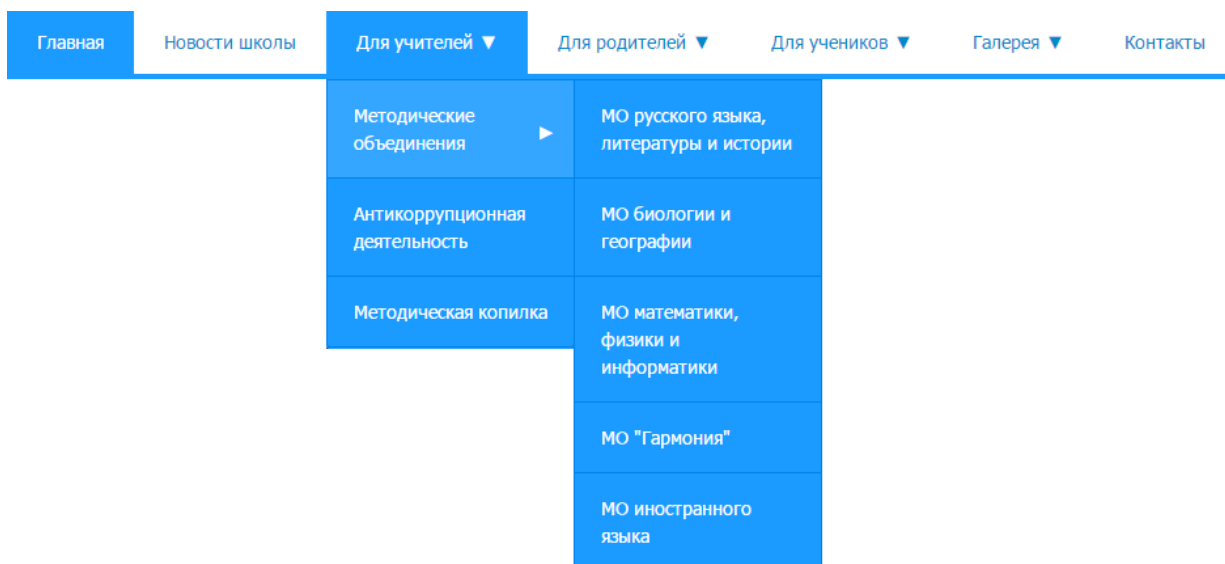 Главная
Новости школы
Для учителей ▼
Для родителей ▼
Для учеников ▼
Галерея ▼
Контакты
Методические
объединения ►
Антикоррупционная
деятельность
Методическая копилка
МО русского языка,
литературы и истории
МО биологии и
географии
МО математики,
физики и
информатики
МО "Гармония"
МО иностранного
языка